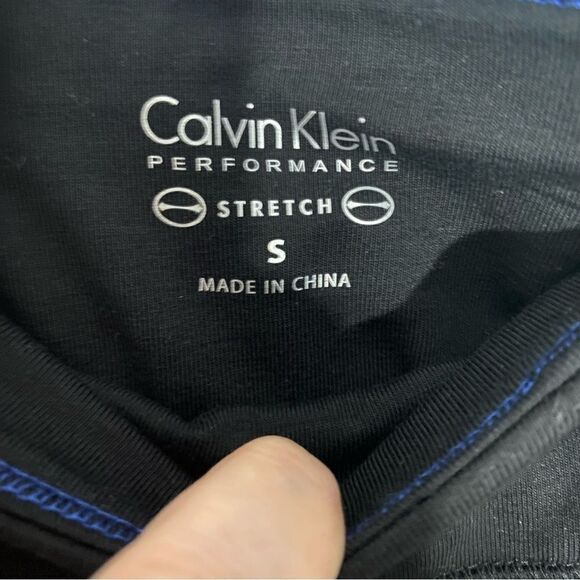 Calvin Klein
PERFORMANCE
STRETCH
S
MADE IN CHINA